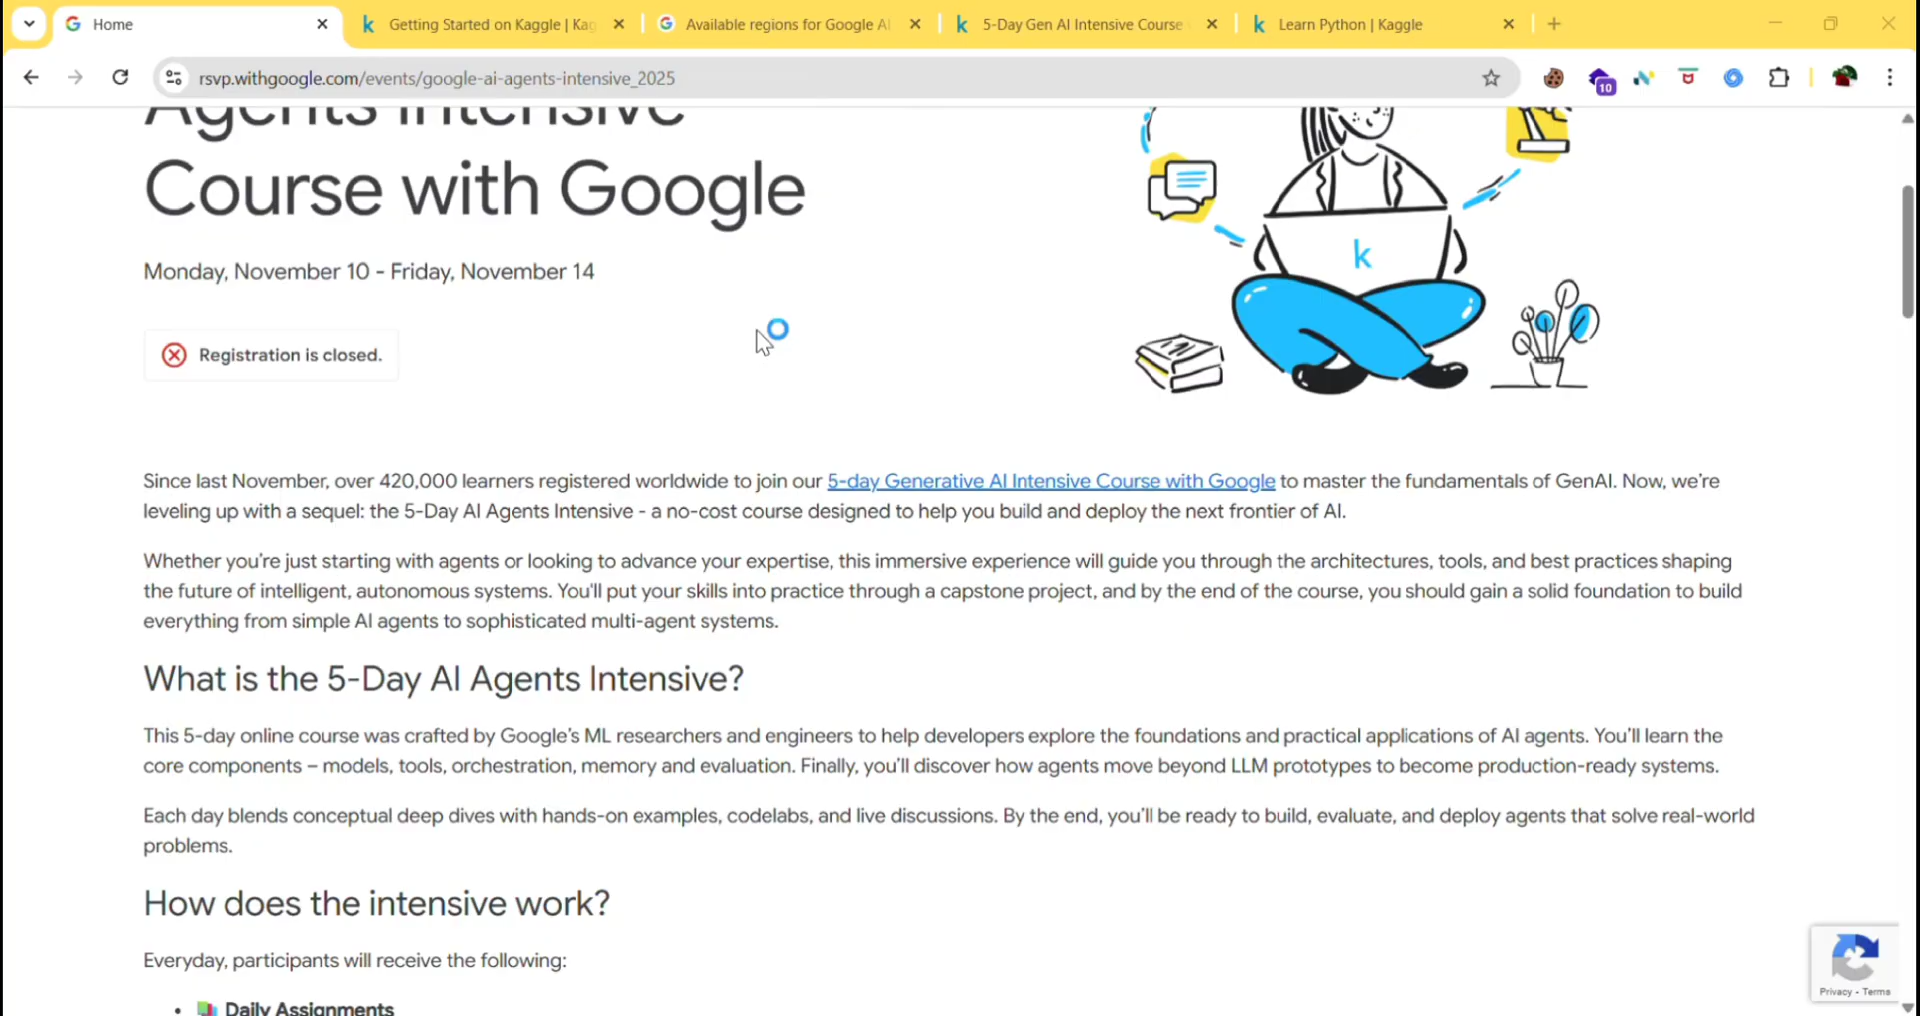 Home
Getting Started on Kaggle | Kag
Available regions for Google AI
5-Day Gen AI Intensive Course
Learn Python | Kaggle
rsvp.withgoogle.com/events/google-ai-agents-intensive_2025
10
Agents Intensive
Course with Google
Monday, November 10 - Friday, November 14
Registration is closed.
k
Since last November, over 420,000 learners registered worldwide to join our 5-day Generative AI Intensive Course with Google to master the fundamentals of GenAI. Now, we're
leveling up with a sequel: the 5-Day AI Agents Intensive - a no-cost course designed to help you build and deploy the next frontier of AI.
Whether you're just starting with agents or looking to advance your expertise, this immersive experience will guide you through the architectures, tools, and best practices shaping
the future of intelligent, autonomous systems. You'll put your skills into practice through a capstone project, and by the end of the course, you should gain a solid foundation to build
everything from simple AI agents to sophisticated multi-agent systems.
What is the 5-Day AI Agents Intensive?
This 5-day online course was crafted by Google's ML researchers and engineers to help developers explore the foundations and practical applications of AI agents. You'll learn the
core components – models, tools, orchestration, memory and evaluation. Finally, you'll discover how agents move beyond LLM prototypes to become production-ready systems.
Each day blends conceptual deep dives with hands-on examples, codelabs, and live discussions. By the end, you'll be ready to build, evaluate, and deploy agents that solve real-world
problems.
How does the intensive work?
Everyday, participants will receive the following:
• Daily Assignments
Privacy - Terms